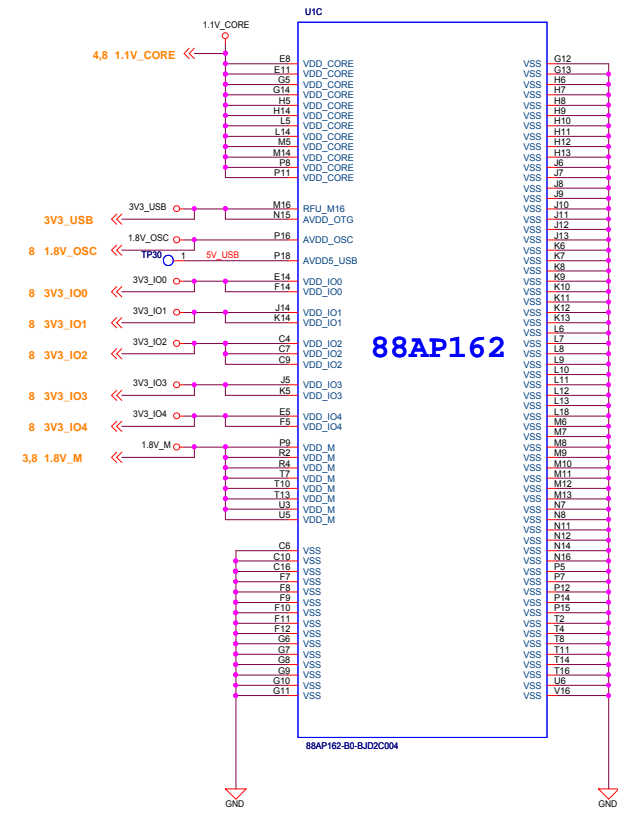 U1C
1.1V_CORE
4,8 1.1V_CORE
E8 VDD_CORE VSS G12
E11 VDD_CORE VSS G13
G5 VDD_CORE VSS H6
G14 VDD_CORE VSS H7
H5 VDD_CORE VSS H8
H14 VDD_CORE VSS H9
L5 VDD_CORE VSS H10
L14 VDD_CORE VSS H11
M5 VDD_CORE VSS H12
M14 VDD_CORE VSS H13
P8 VDD_CORE VSS J6
P11 VDD_CORE VSS J7
VSS J8
VSS J9
3V3_USB M16 RFU_M16 VSS J10
3V3_USB N15 AVDD_OTG VSS J11
VSS J12
1.8V_OSC P16 AVDD_OSC VSS J13
8 1.8V_OSC VSS K6
TP30 1 5V_USB P18 AVDD5_USB VSS K7
VSS K8
3V3_IO0 E14 VDD_IO0 VSS K9
8 3V3_IO0 F14 VDD_IO0 VSS K10
VSS K11
3V3_IO1 J14 VDD_IO1 VSS K12
8 3V3_IO1 K14 VDD_IO1 VSS K13
VSS L6
3V3_IO2 C4 VDD_IO2 VSS L7
8 3V3_IO2 C7 VDD_IO2 VSS L8
C9 VDD_IO2 VSS L9
88AP162
VSS L10
3V3_IO3 J5 VDD_IO3 VSS L11
8 3V3_IO3 K5 VDD_IO3 VSS L12
VSS L13
3V3_IO4 E5 VDD_IO4 VSS L18
8 3V3_IO4 F5 VDD_IO4 VSS M6
VSS M7
1.8V_M P9 VDD_M VSS M8
3,8 1.8V_M R2 VDD_M VSS M9
R4 VDD_M VSS M10
T7 VDD_M VSS M11
T10 VDD_M VSS M12
T13 VDD_M VSS M13
U3 VDD_M VSS N7
U5 VDD_M VSS N8
VSS N11
VSS N12
C6 VSS VSS N14
C10 VSS VSS N16
C16 VSS VSS P5
F7 VSS VSS P7
F8 VSS VSS P12
F9 VSS VSS P14
F10 VSS VSS P15
F11 VSS VSS T2
F12 VSS VSS T4
G6 VSS VSS T8
G7 VSS VSS T11
G8 VSS VSS T14
G9 VSS VSS T16
G10 VSS VSS U6
G11 VSS VSS V16
88AP162-B0-BJD2C004
GND GND